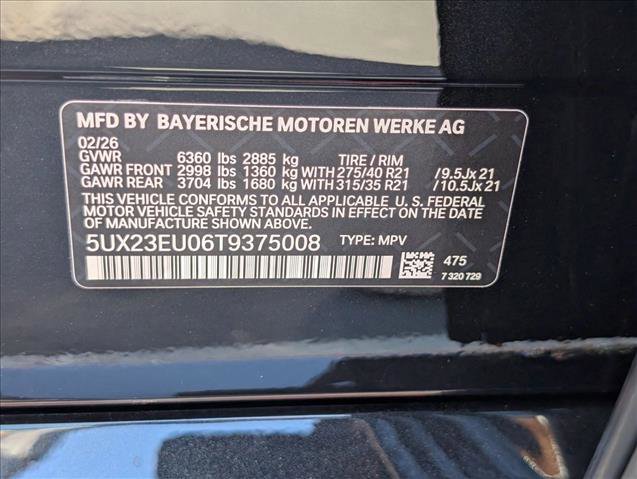 MFD BY BAYERISCHE MOTOREN WERKE AG
02/26
GVWR 6360 lbs 2885 kg TIRE / RIM
GAWR FRONT 2998 lbs 1360 kg WITH 275/40 R21 /9.5Jx21
GAWR REAR 3704 lbs 1680 kg WITH 315/35 R21 /10.5Jx21
THIS VEHICLE CONFORMS TO ALL APPLICABLE U. S. FEDERAL
MOTOR VEHICLE SAFETY STANDARDS IN EFFECT ON THE
DATE OF MANUFACTURE SHOWN ABOVE.
5UX23EU06T9375008 TYPE: MPV
475
7 320 729